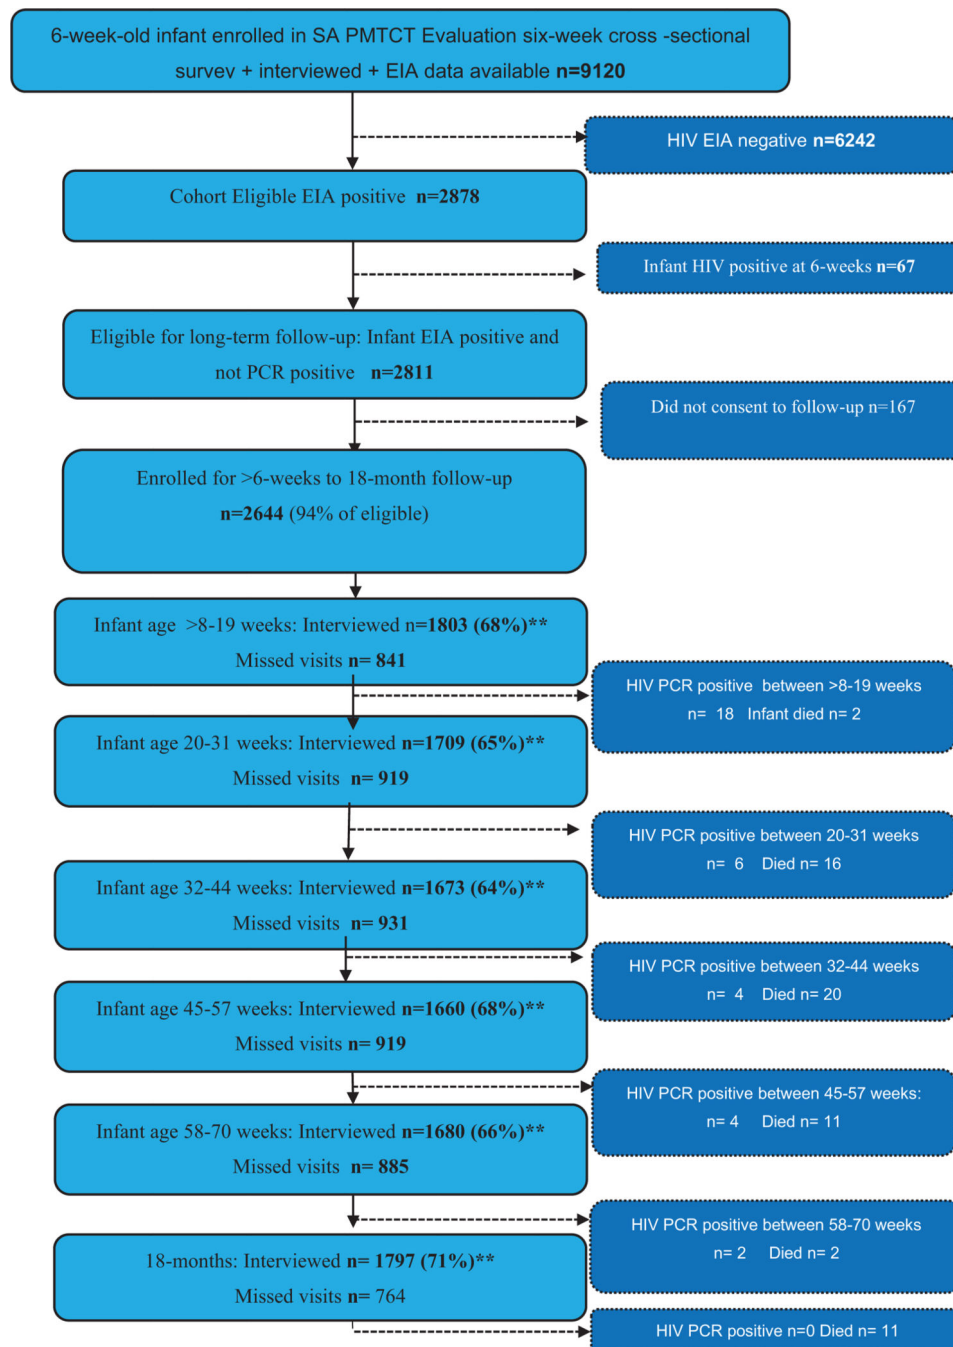 6-week-old infant enrolled in SA PMTCT Evaluation six-week cross -sectional
survev + interviewed + EIA data available n=9120
HIV EIA negative n=6242
Cohort Eligible EIA positive n=2878
Infant HIV positive at 6-weeks n=67
Eligible for long-term follow-up: Infant EIA positive and
not PCR positive n=2811
Did not consent to follow-up n=167
Enrolled for >6-weeks to 18-month follow-up
n=2644 (94% of eligible)
Infant age >8-19 weeks: Interviewed n=1803 (68%)**
Missed visits n= 841
HIV PCR positive between >8-19 weeks
n= 18 Infant died n= 2
Infant age 20-31 weeks: Interviewed n=1709 (65%)**
Missed visits n= 919
HIV PCR positive between 20-31 weeks
n= 6 Died n= 16
Infant age 32-44 weeks: Interviewed n=1673 (64%)**
Missed visits n= 931
HIV PCR positive between 32-44 weeks
n= 4 Died n= 20
Infant age 45-57 weeks: Interviewed n=1660 (68%)**
Missed visits n= 919
HIV PCR positive between 45-57 weeks:
n= 4 Died n= 11
Infant age 58-70 weeks: Interviewed n=1680 (66%)**
Missed visits n= 885
HIV PCR positive between 58-70 weeks
n= 2 Died n= 2
18-months: Interviewed n= 1797 (71%)**
Missed visits n= 764
HIV PCR positive n=0 Died n= 11